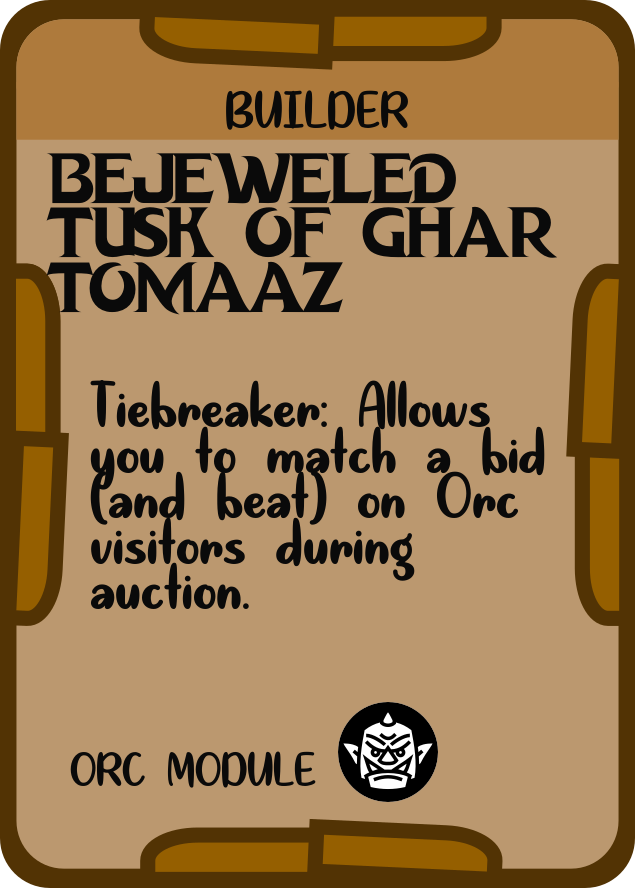 BUILDER
BEJEWELED
TUSK OF GHAR
TOMAAZ
Tiebreaker: Allows
you to match a bid
(and beat) on Orc
visitors during
auction.
ORC MODULE